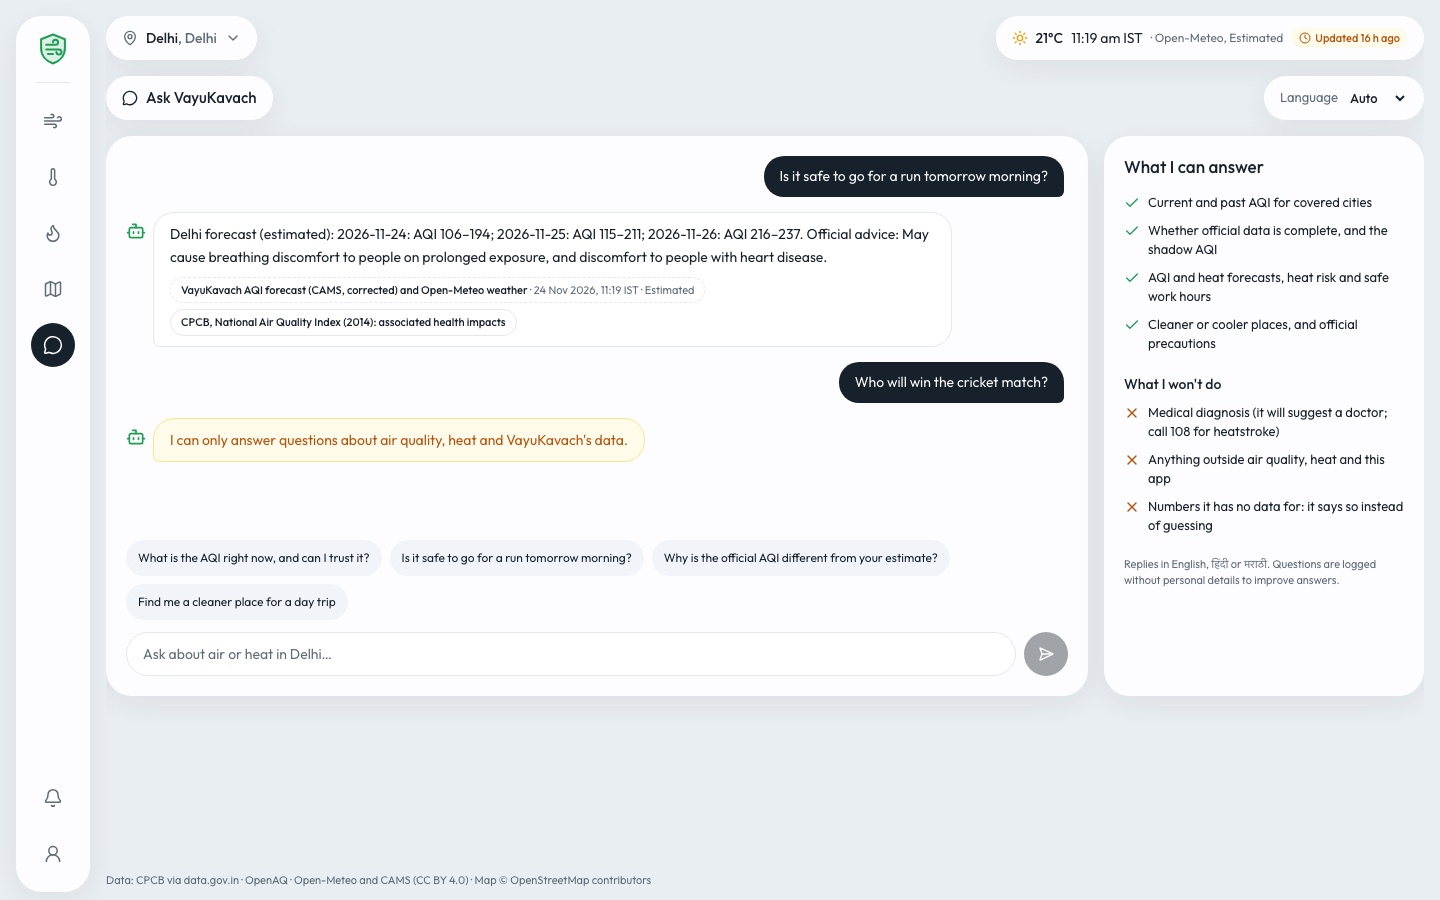 Delhi, Delhi
21°C 11:19 am IST · Open-Meteo, Estimated Updated 16 h ago
Ask VayuKavach
Language Auto
Is it safe to go for a run tomorrow morning?
Delhi forecast (estimated): 2026-11-24: AQI 106–194; 2026-11-25: AQI 115–211; 2026-11-26: AQI 216–237. Official advice: May
cause breathing discomfort to people on prolonged exposure, and discomfort to people with heart disease.
VayuKavach AQI forecast (CAMS, corrected) and Open-Meteo weather · 24 Nov 2026, 11:19 IST · Estimated
CPCB, National Air Quality Index (2014): associated health impacts
Who will win the cricket match?
I can only answer questions about air quality, heat and VayuKavach's data.
What is the AQI right now, and can I trust it?
Is it safe to go for a run tomorrow morning?
Why is the official AQI different from your estimate?
Find me a cleaner place for a day trip
Ask about air or heat in Delhi...
What I can answer
Current and past AQI for covered cities
Whether official data is complete, and the
shadow AQI
AQI and heat forecasts, heat risk and safe
work hours
Cleaner or cooler places, and official
precautions
What I won't do
Medical diagnosis (it will suggest a doctor;
call 108 for heatstroke)
Anything outside air quality, heat and this
app
Numbers it has no data for: it says so instead
of guessing
Replies in English, हिंदी or मराठी. Questions are logged
without personal details to improve answers.
Data: CPCB via data.gov.in · OpenAQ · Open-Meteo and CAMS (CC BY 4.0) · Map © OpenStreetMap contributors